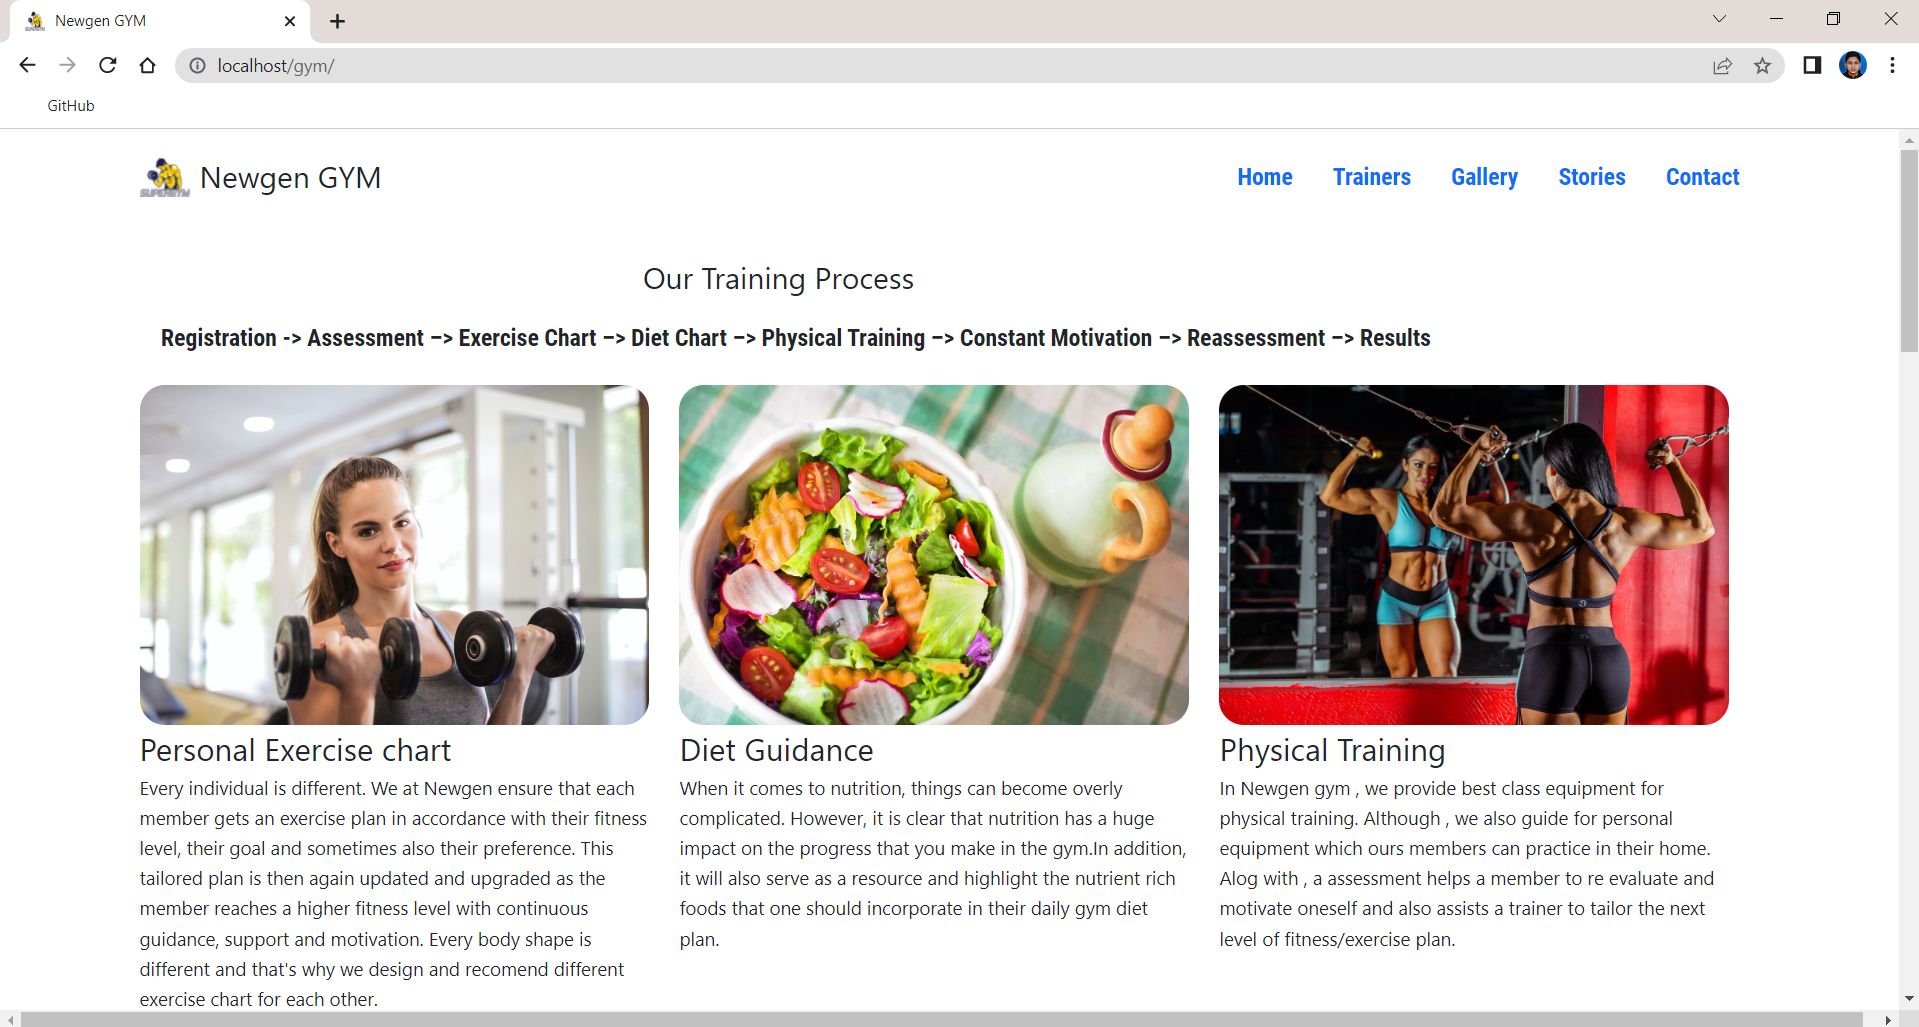 Newgen GYM
localhost/gym/
GitHub
SUPERGYM
Newgen GYM
Home Trainers Gallery Stories Contact
Our Training Process
Registration -> Assessment –> Exercise Chart –> Diet Chart –> Physical Training –> Constant Motivation –> Reassessment –> Results
Personal Exercise chart
Every individual is different. We at Newgen ensure that each
member gets an exercise plan in accordance with their fitness
level, their goal and sometimes also their preference. This
tailored plan is then again updated and upgraded as the
member reaches a higher fitness level with continuous
guidance, support and motivation. Every body shape is
different and that's why we design and recomend different
exercise chart for each other.
Diet Guidance
When it comes to nutrition, things can become overly
complicated. However, it is clear that nutrition has a huge
impact on the progress that you make in the gym.In addition,
it will also serve as a resource and highlight the nutrient rich
foods that one should incorporate in their daily gym diet
plan.
Physical Training
In Newgen gym , we provide best class equipment for
physical training. Although , we also guide for personal
equipment which ours members can practice in their home.
Alog with , a assessment helps a member to re evaluate and
motivate oneself and also assists a trainer to tailor the next
level of fitness/exercise plan.